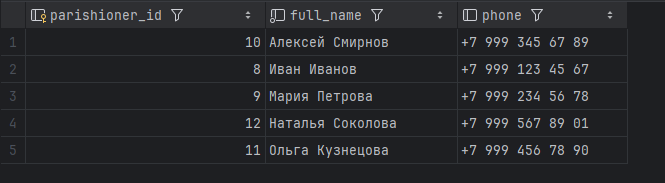 parishioner_id full_name phone
1 10 Алексей Смирнов +7 999 345 67 89
2 8 Иван Иванов +7 999 123 45 67
3 9 Мария Петрова +7 999 234 56 78
4 12 Наталья Соколова +7 999 567 89 01
5 11 Ольга Кузнецова +7 999 456 78 90